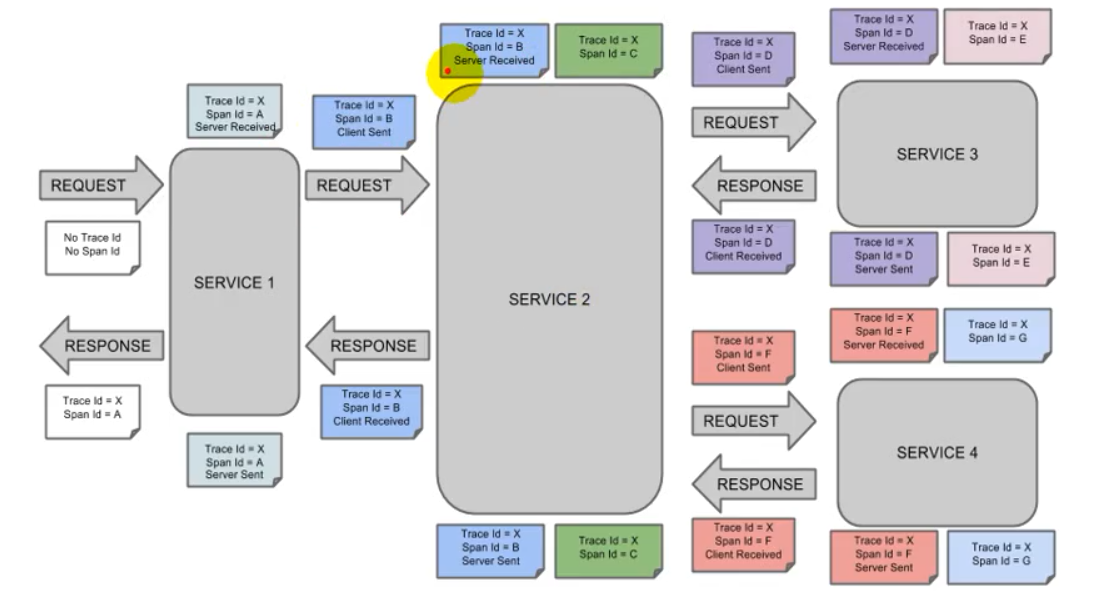 Trace Id = X
Span Id = B
Server Received
Trace Id = X
Span Id = C
Trace Id = X
Span Id = D
Client Sent
Trace Id = X
Span Id = D
Server Received
Trace Id = X
Span Id = E
Trace Id = X
Span Id = A
Server Received
Trace Id = X
Span Id = B
Client Sent
REQUEST
REQUEST
REQUEST
SERVICE 3
RESPONSE
No Trace Id
No Span Id
Trace Id = X
Span Id = D
Client Received
Trace Id = X
Span Id = D
Server Sent
Trace Id = X
Span Id = E
SERVICE 1
SERVICE 2
Trace Id = X
Span Id = F
Client Sent
Trace Id = X
Span Id = F
Server Received
Trace Id = X
Span Id = G
RESPONSE
RESPONSE
Trace Id = X
Span Id = A
Trace Id = X
Span Id = B
Client Received
REQUEST
SERVICE 4
RESPONSE
Trace Id = X
Span Id = A
Server Sent
Trace Id = X
Span Id = B
Server Sent
Trace Id = X
Span Id = C
Trace Id = X
Span Id = F
Client Received
Trace Id = X
Span Id = F
Server Sent
Trace Id = X
Span Id = G